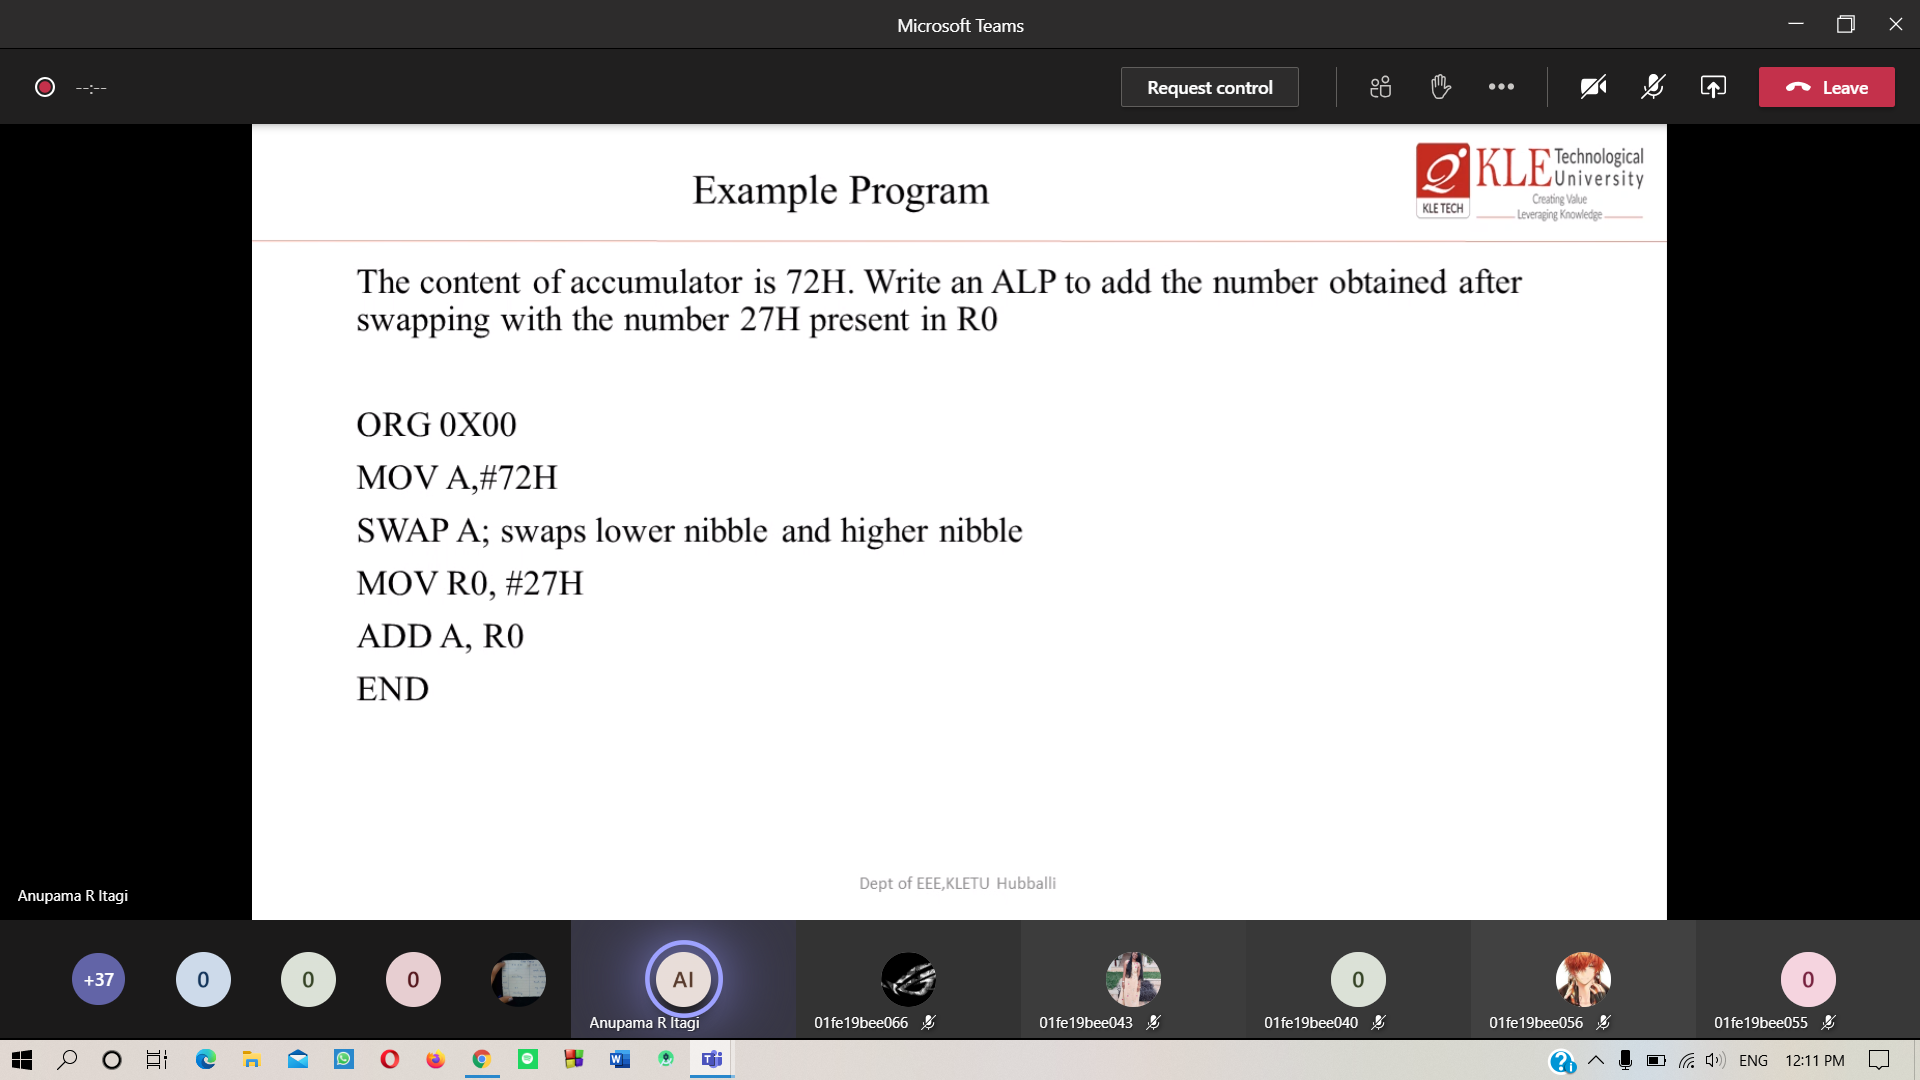 Microsoft Teams
--:--
Request control
Leave
Example Program
KLE TECH
KLE Technological
University
Creating Value
Leveraging Knowledge
The content of accumulator is 72H. Write an ALP to add the number obtained after
swapping with the number 27H present in R0
ORG 0X00
MOV A,#72H
SWAP A; swaps lower nibble and higher nibble
MOV R0, #27H
ADD A, R0
END
Dept of EEE,KLETU Hubballi
Anupama R Itagi
+37
0
0
0
AI
0
0
Anupama R Itagi
01fe19bee066
01fe19bee043
01fe19bee040
01fe19bee056
01fe19bee055
ENG
12:11 PM